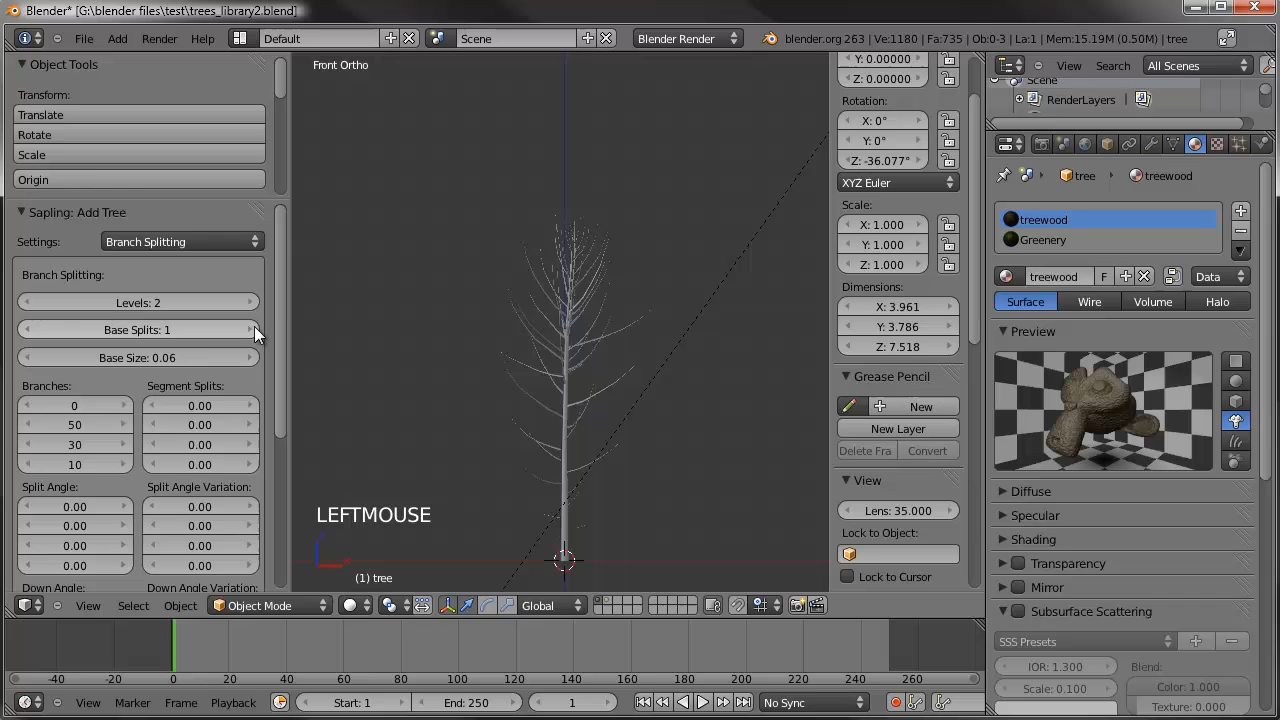 Blender* [G:\blender files\test\trees_library2.blend]
File Add Render Help Default Scene Blender Render blender.org 263 | Ve:1180 | Fa:735 | Ob:0-3 | La:1 | Mem:15.19M (0.50M) | tree
Object Tools
Transform:
Translate
Rotate
Scale
Origin
Sapling: Add Tree
Settings: Branch Splitting
Branch Splitting:
Levels: 2
Base Splits: 1
Base Size: 0.06
Branches: Segment Splits:
0 0.00
50 0.00
30 0.00
10 0.00
Split Angle: Split Angle Variation:
0.00 0.00
0.00 0.00
0.00 0.00
0.00 0.00
Down Angle: Down Angle Variation:
Front Ortho
LEFTMOUSE
(1) tree
Y: 0.00000
Z: 0.00000
Rotation:
X: 0°
Y: 0°
Z: -36.077°
XYZ Euler
Scale:
X: 1.000
Y: 1.000
Z: 1.000
Dimensions:
X: 3.961
Y: 3.786
Z: 7.518
Grease Pencil
New
New Layer
Delete Fra Convert
View
Lens: 35.000
Lock to Object:
Lock to Cursor
View Search All Scenes
Scene
RenderLayers
tree treewood
treewood
Greenery
treewood F Data
Surface Wire Volume Halo
Preview
Diffuse
Specular
Shading
Transparency
Mirror
Subsurface Scattering
SSS Presets
IOR: 1.300 Blend:
Scale: 0.100 Color: 1.000
Texture: 0.000
View Select Object Object Mode Global
-40 -20 0 20 40 60 80 100 120 140 160 180 200 220 240 260
View Marker Frame Playback Start: 1 End: 250 1 No Sync